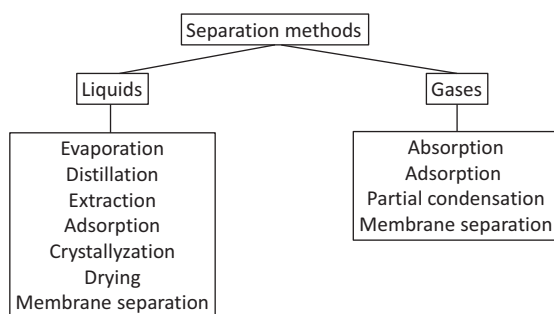 Separation methods
Liquids
Gases
Evaporation
Distillation
Extraction
Adsorption
Crystallyzation
Drying
Membrane separation
Absorption
Adsorption
Partial condensation
Membrane separation